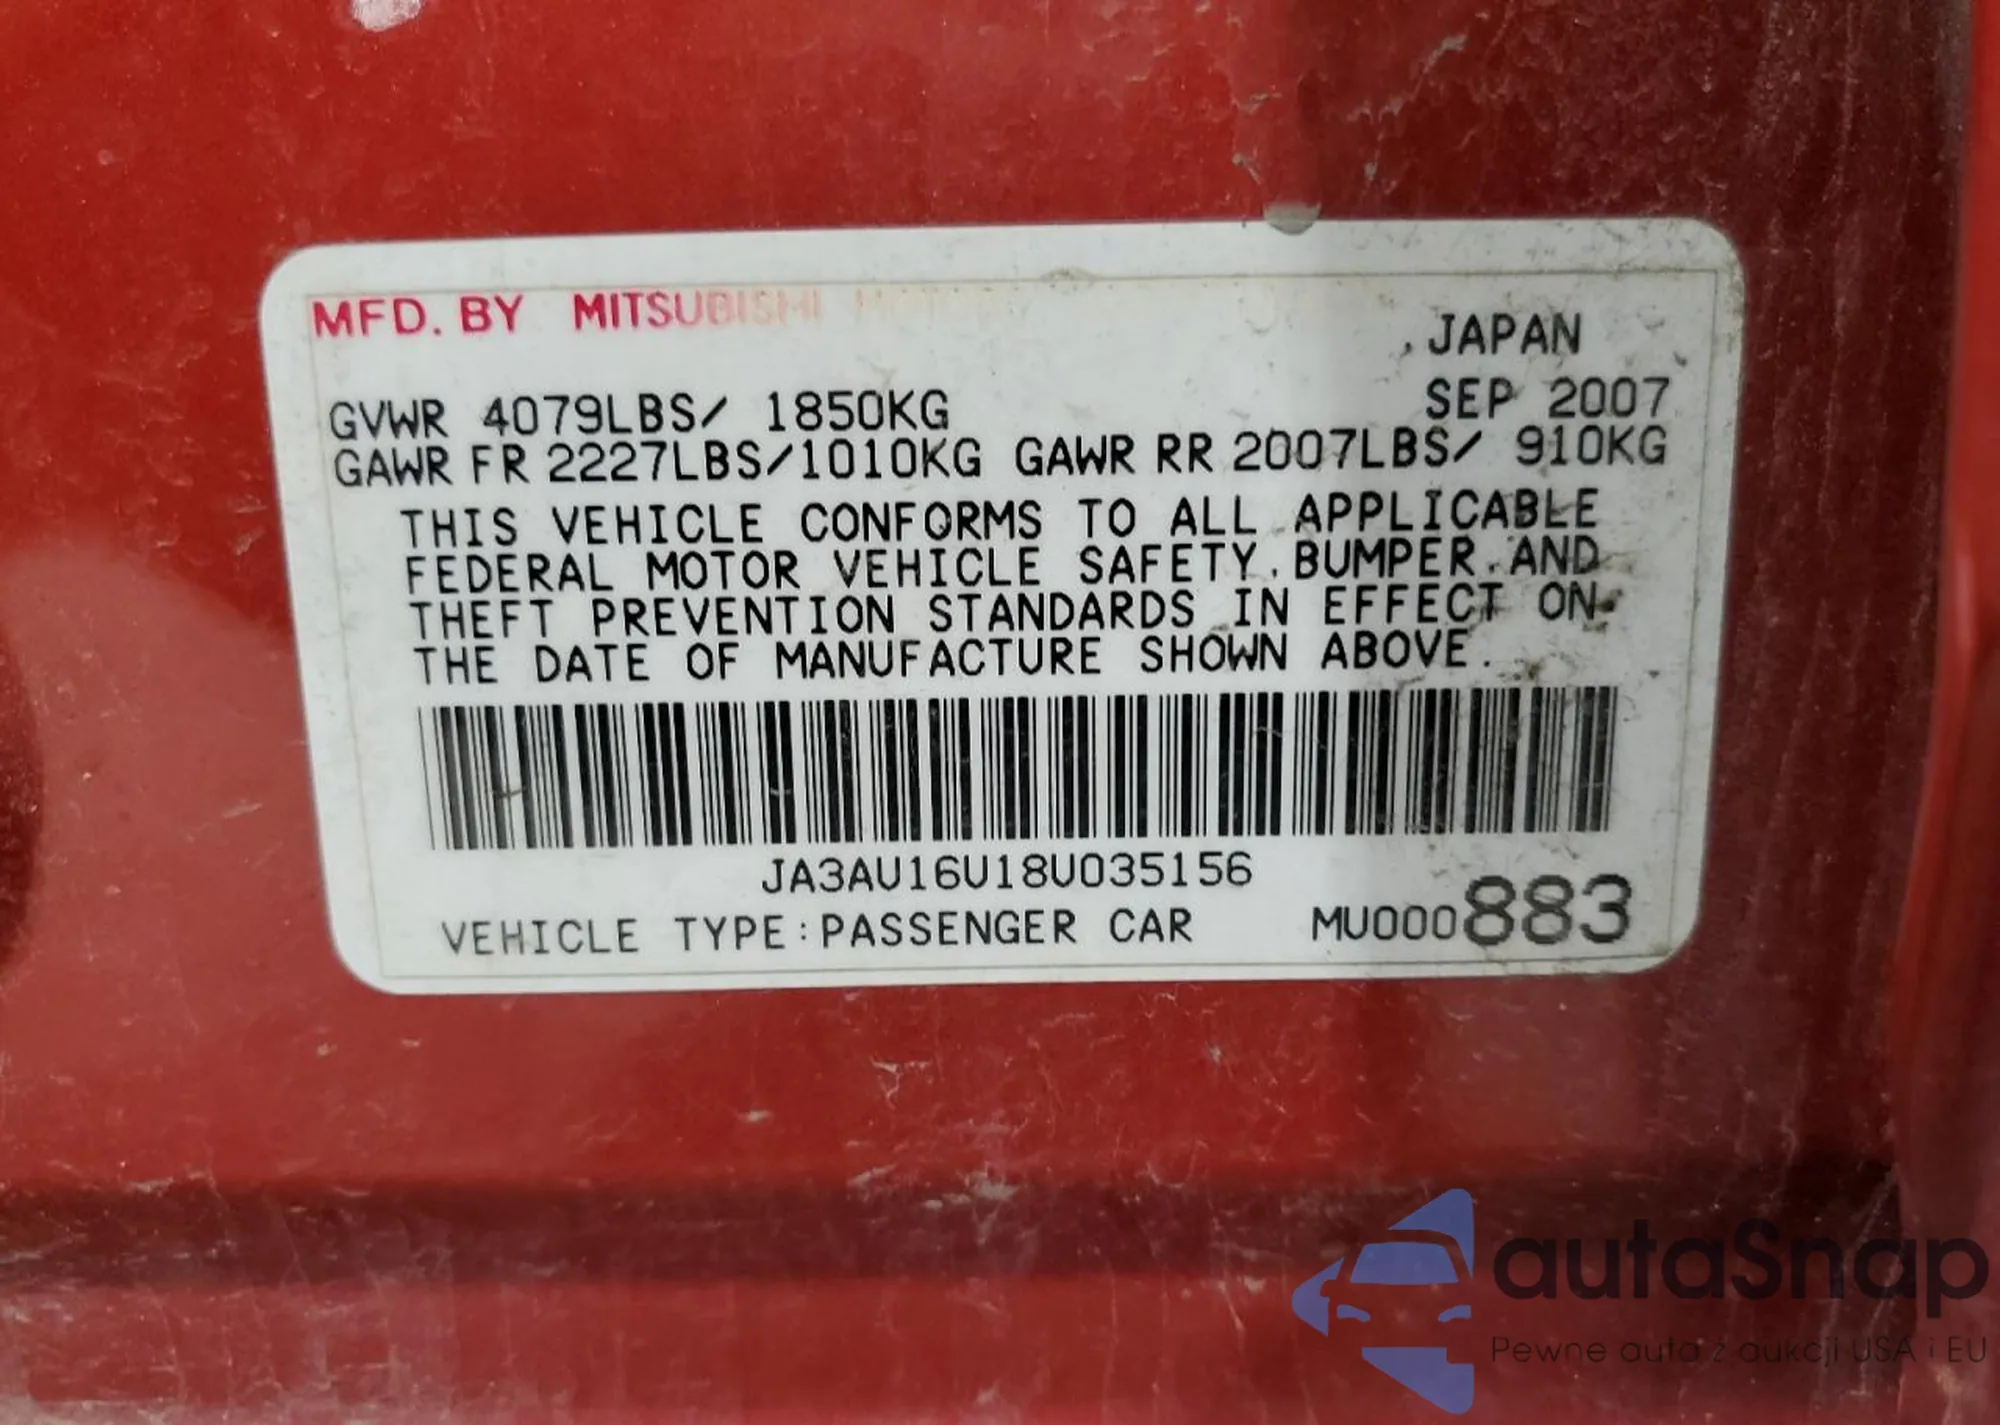 MFD. BY MITSUBISHI MOTORS
, JAPAN
GVWR 4079LBS/ 1850KG SEP 2007
GAWR FR 2227LBS/1010KG GAWR RR 2007LBS/ 910KG
THIS VEHICLE CONFORMS TO ALL APPLICABLE
FEDERAL MOTOR VEHICLE SAFETY, BUMPER, AND
THEFT PREVENTION STANDARDS IN EFFECT ON
THE DATE OF MANUFACTURE SHOWN ABOVE.
JA3AU16U18U035156
VEHICLE TYPE:PASSENGER CAR MU000883
autaSnap
Pewne auta z aukcji USA i EU